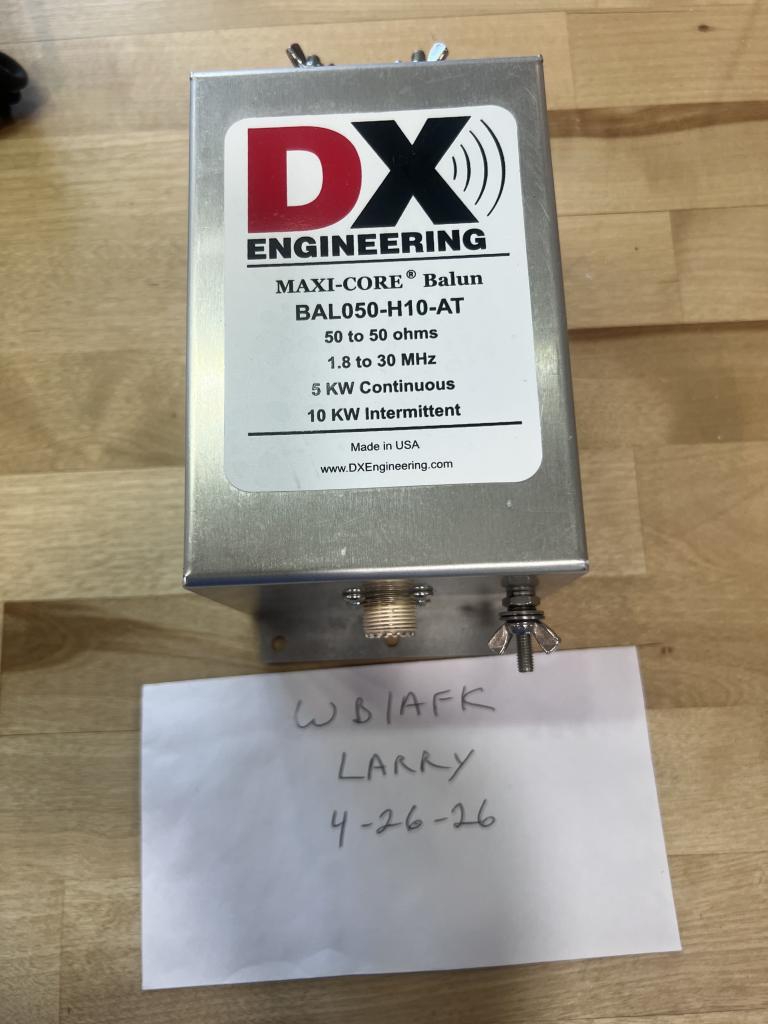 DX
ENGINEERING
MAXI-CORE® Balun
BAL050-H10-AT
50 to 50 ohms
1.8 to 30 MHz
5 KW Continuous
10 KW Intermittent
Made in USA
www.DXEngineering.com
WB1AFK
LARRY
4-26-26